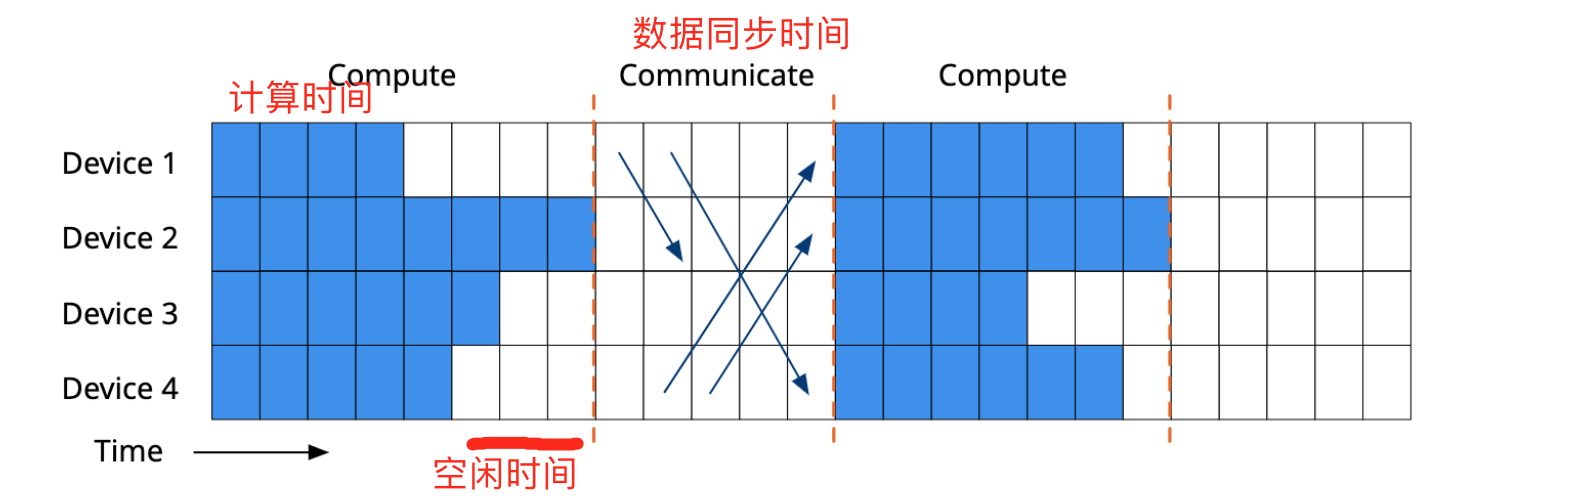 数据同步时间
Compute
Communicate
Compute
计算时间
Device 1
Device 2
Device 3
Device 4
Time
空闲时间